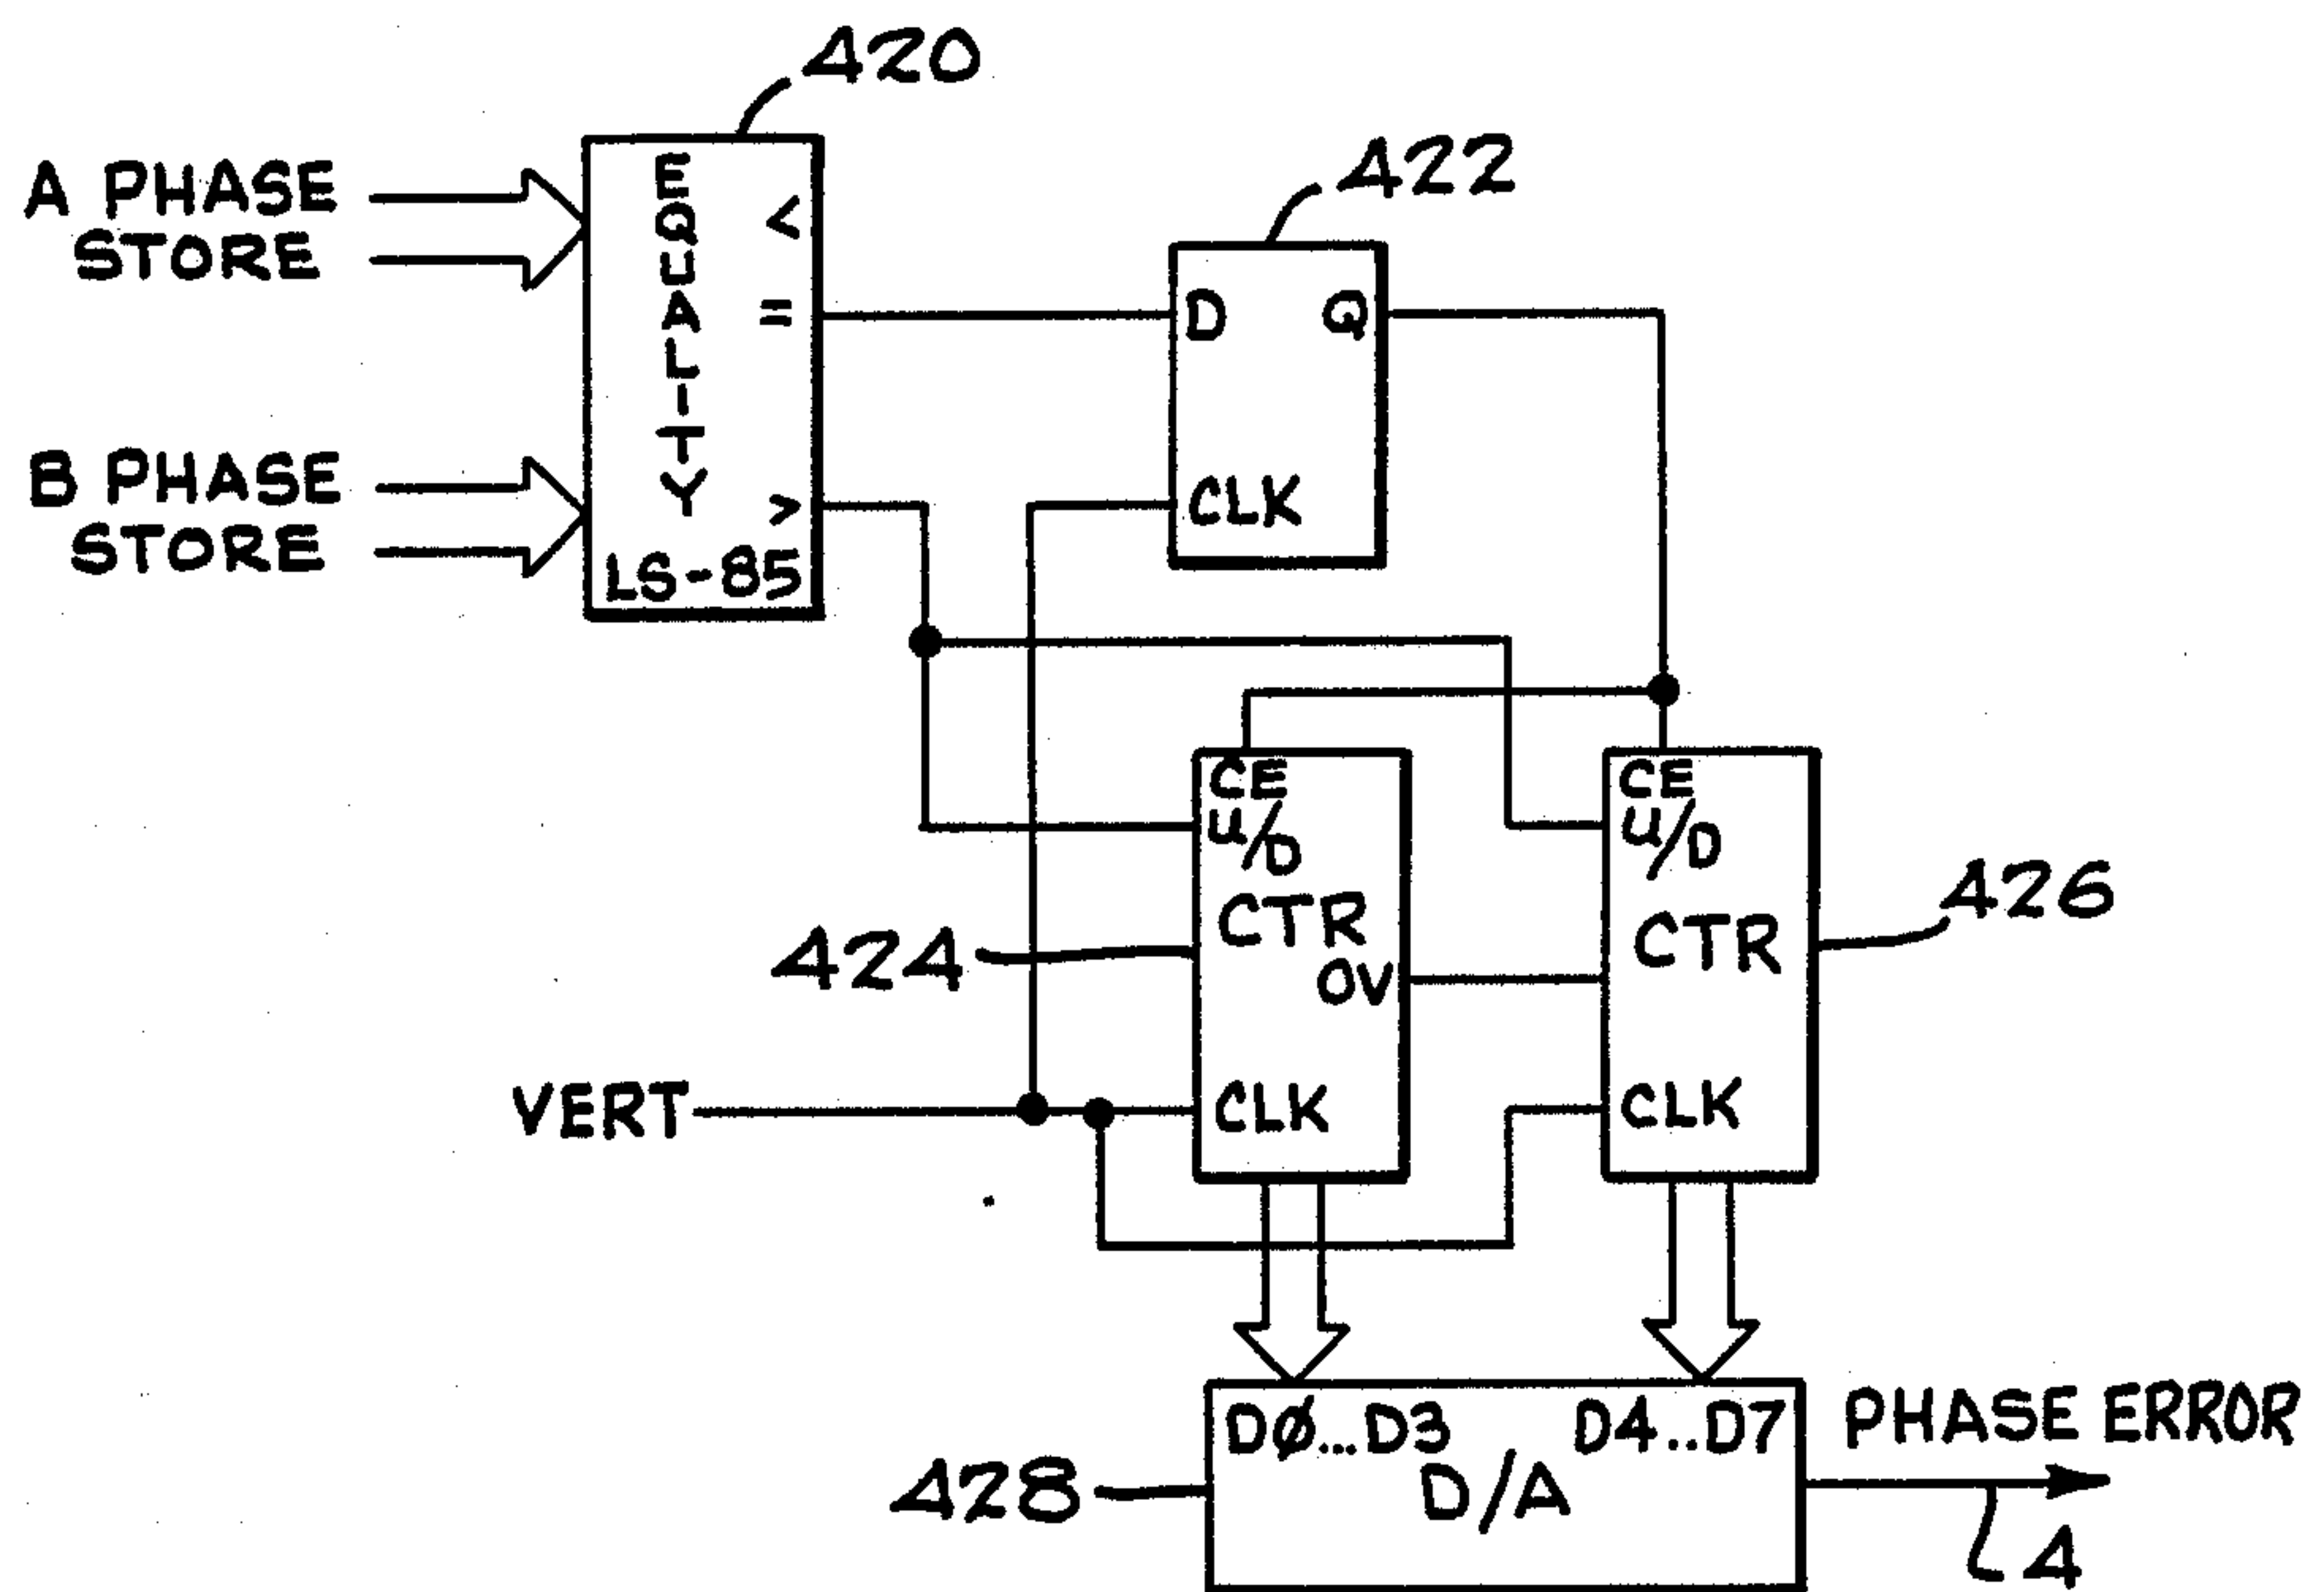 420
A PHASE
STORE
B PHASE
STORE
EQUALITY
<
=
>
LS-85
422
D Q
CLK
CE
U/D
CTR
OV
CLK
424
CE
U/D
CTR
CLK
426
VERT
DØ...D3 D4..D7
D/A
428
PHASE ERROR
4